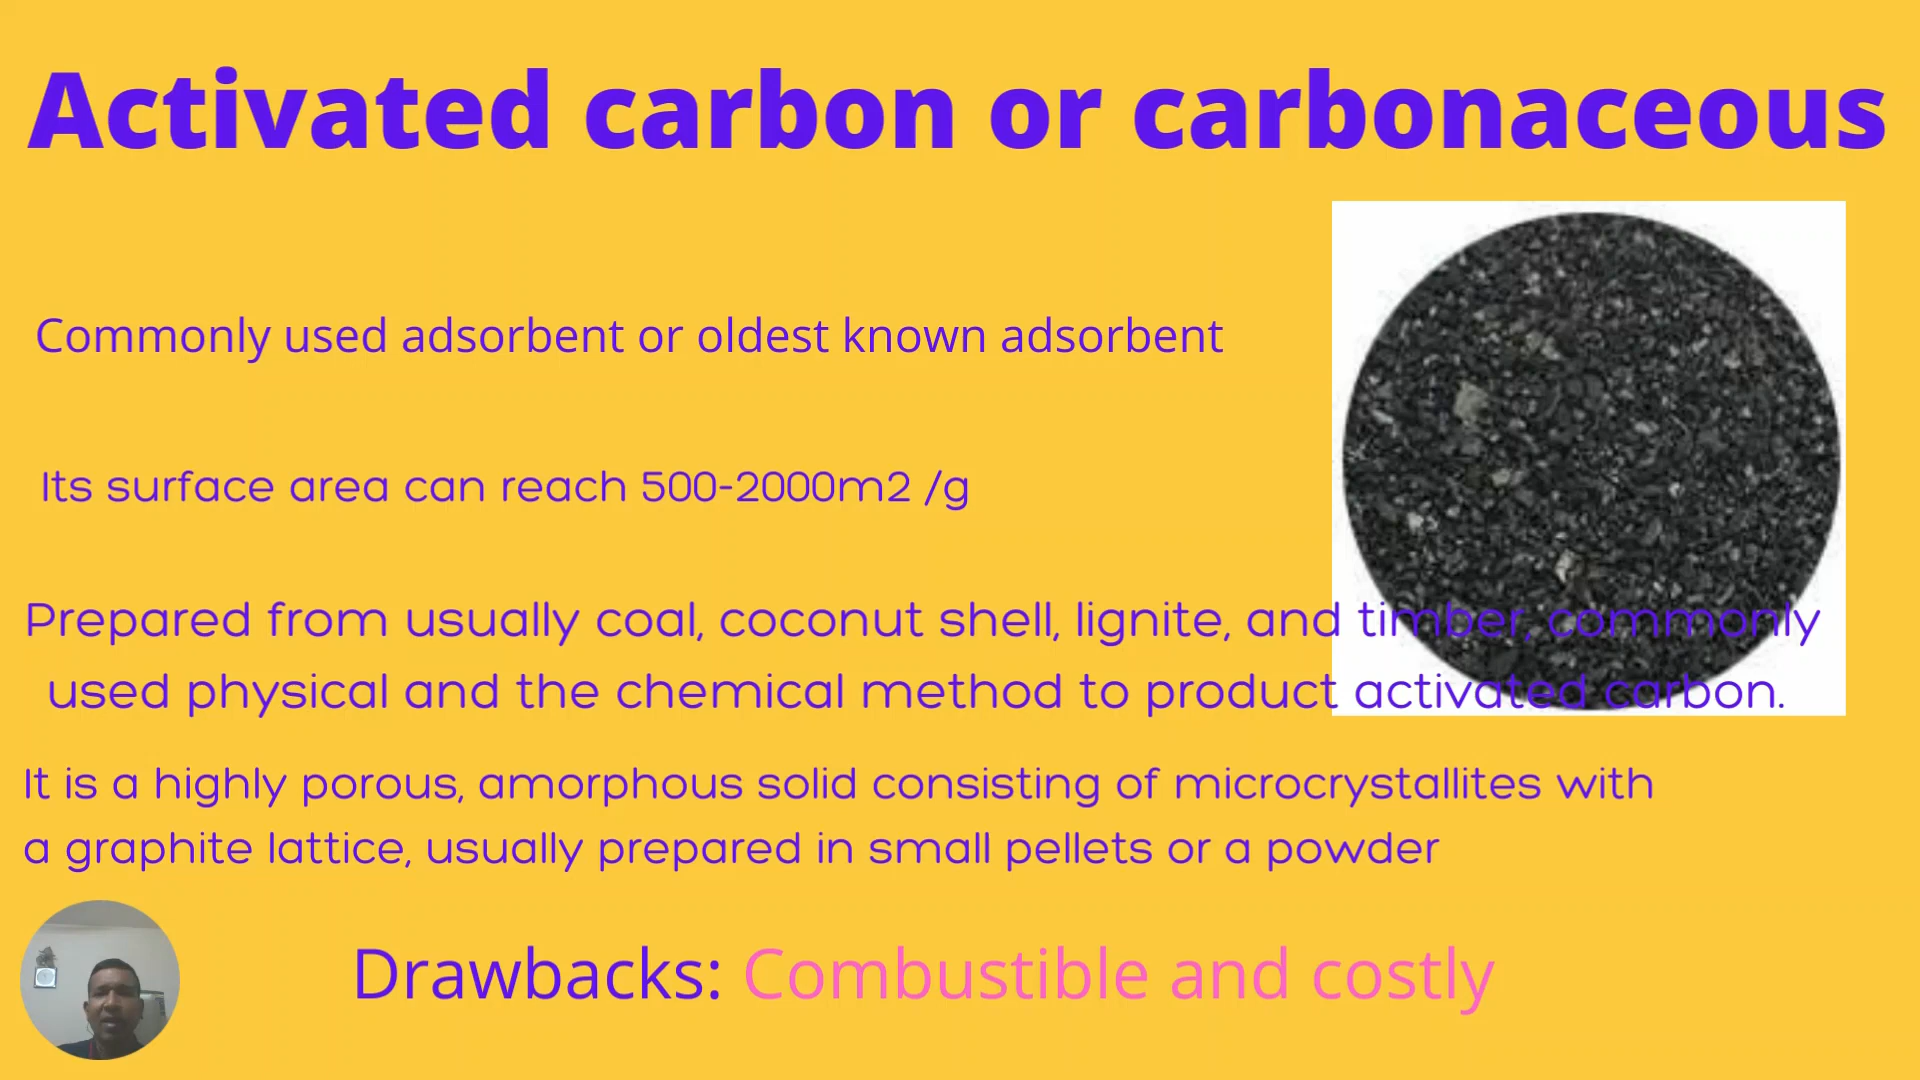 Activated carbon or carbonaceous
Commonly used adsorbent or oldest known adsorbent
Its surface area can reach 500-2000m2 /g
Prepared from usually coal, coconut shell, lignite, and timber, commonly
used physical and the chemical method to product activated carbon.
It is a highly porous, amorphous solid consisting of microcrystallites with
a graphite lattice, usually prepared in small pellets or a powder
Drawbacks: Combustible and costly